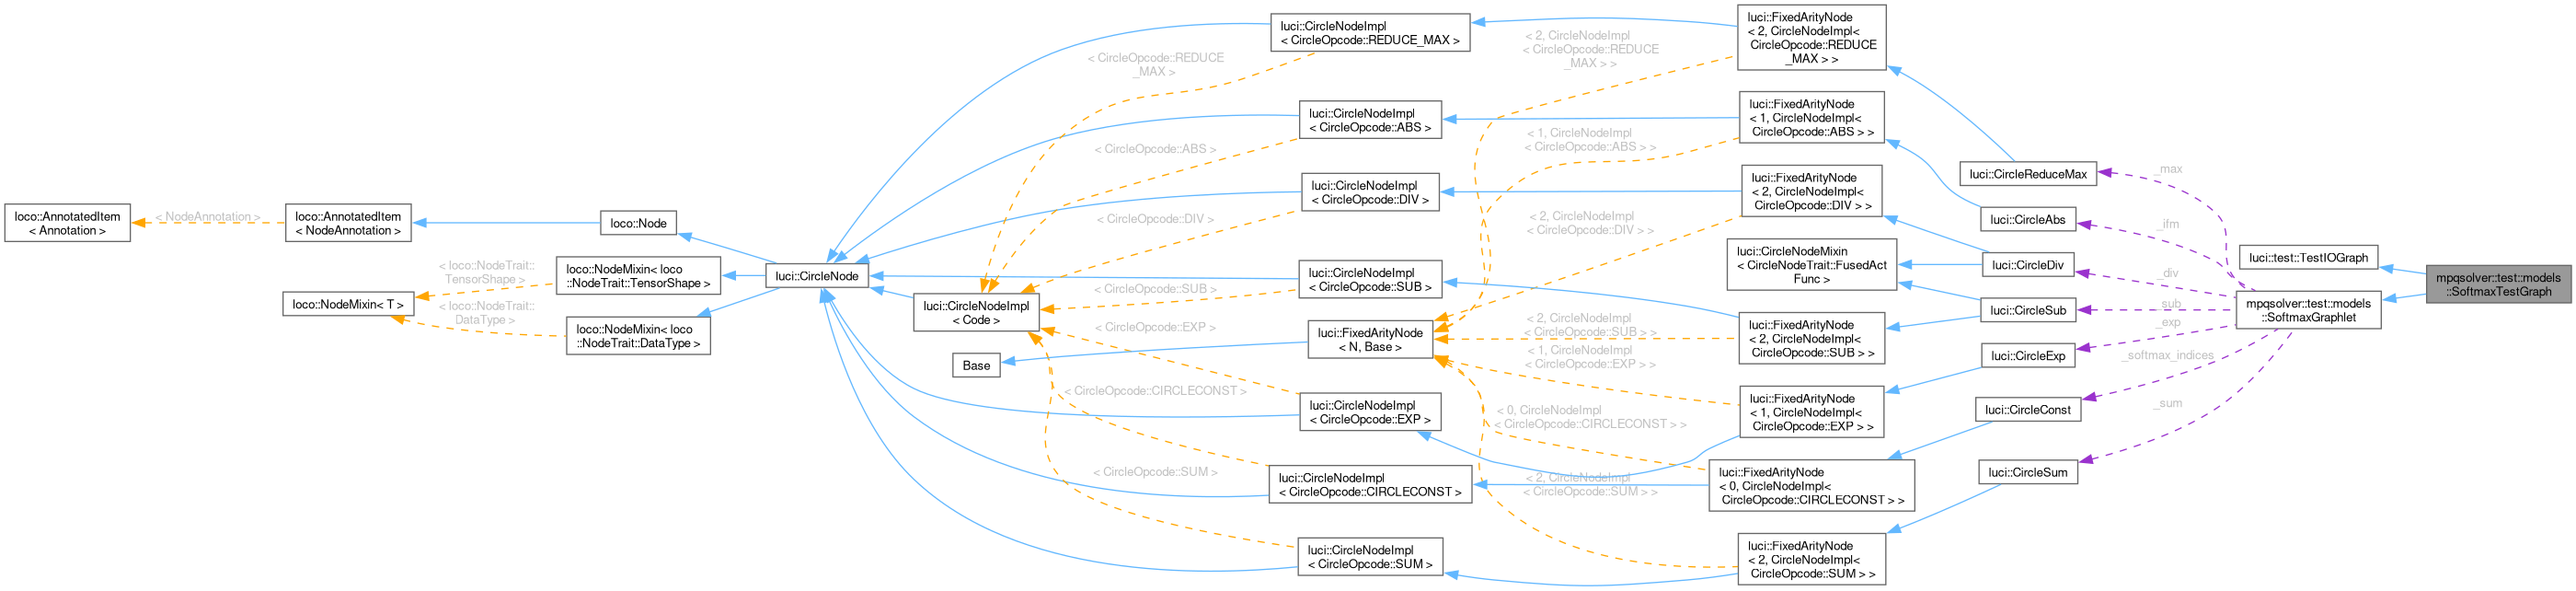 loco::AnnotatedItem
< Annotation >
< NodeAnnotation >
loco::AnnotatedItem
< NodeAnnotation >
loco::NodeMixin< T >
< loco::NodeTrait::
TensorShape >
< loco::NodeTrait::
DataType >
loco::Node
loco::NodeMixin< loco
::NodeTrait::TensorShape >
loco::NodeMixin< loco
::NodeTrait::DataType >
luci::CircleNode
luci::CircleNodeImpl
< Code >
Base
< CircleOpcode::REDUCE
_MAX >
< CircleOpcode::ABS >
< CircleOpcode::DIV >
< CircleOpcode::SUB >
< CircleOpcode::EXP >
< CircleOpcode::CIRCLECONST >
< CircleOpcode::SUM >
luci::CircleNodeImpl
< CircleOpcode::REDUCE_MAX >
luci::CircleNodeImpl
< CircleOpcode::ABS >
luci::CircleNodeImpl
< CircleOpcode::DIV >
luci::CircleNodeImpl
< CircleOpcode::SUB >
luci::FixedArityNode
< N, Base >
luci::CircleNodeImpl
< CircleOpcode::EXP >
luci::CircleNodeImpl
< CircleOpcode::CIRCLECONST >
luci::CircleNodeImpl
< CircleOpcode::SUM >
< 2, CircleNodeImpl
< CircleOpcode::REDUCE
_MAX > >
< 1, CircleNodeImpl
< CircleOpcode::ABS > >
< 2, CircleNodeImpl
< CircleOpcode::DIV > >
< 2, CircleNodeImpl
< CircleOpcode::SUB > >
< 1, CircleNodeImpl
< CircleOpcode::EXP > >
< 0, CircleNodeImpl
< CircleOpcode::CIRCLECONST > >
< 2, CircleNodeImpl
< CircleOpcode::SUM > >
luci::FixedArityNode
< 2, CircleNodeImpl<
CircleOpcode::REDUCE
_MAX > >
luci::FixedArityNode
< 1, CircleNodeImpl<
CircleOpcode::ABS > >
luci::FixedArityNode
< 2, CircleNodeImpl<
CircleOpcode::DIV > >
luci::CircleNodeMixin
< CircleNodeTrait::FusedAct
Func >
luci::FixedArityNode
< 2, CircleNodeImpl<
CircleOpcode::SUB > >
luci::FixedArityNode
< 1, CircleNodeImpl<
CircleOpcode::EXP > >
luci::FixedArityNode
< 0, CircleNodeImpl<
CircleOpcode::CIRCLECONST > >
luci::FixedArityNode
< 2, CircleNodeImpl<
CircleOpcode::SUM > >
luci::CircleReduceMax
luci::CircleAbs
luci::CircleDiv
luci::CircleSub
luci::CircleExp
luci::CircleConst
luci::CircleSum
_max
_ifm
_div
_sub
_exp
_softmax_indices
_sum
luci::test::TestIOGraph
mpqsolver::test::models
::SoftmaxGraphlet
mpqsolver::test::models
::SoftmaxTestGraph